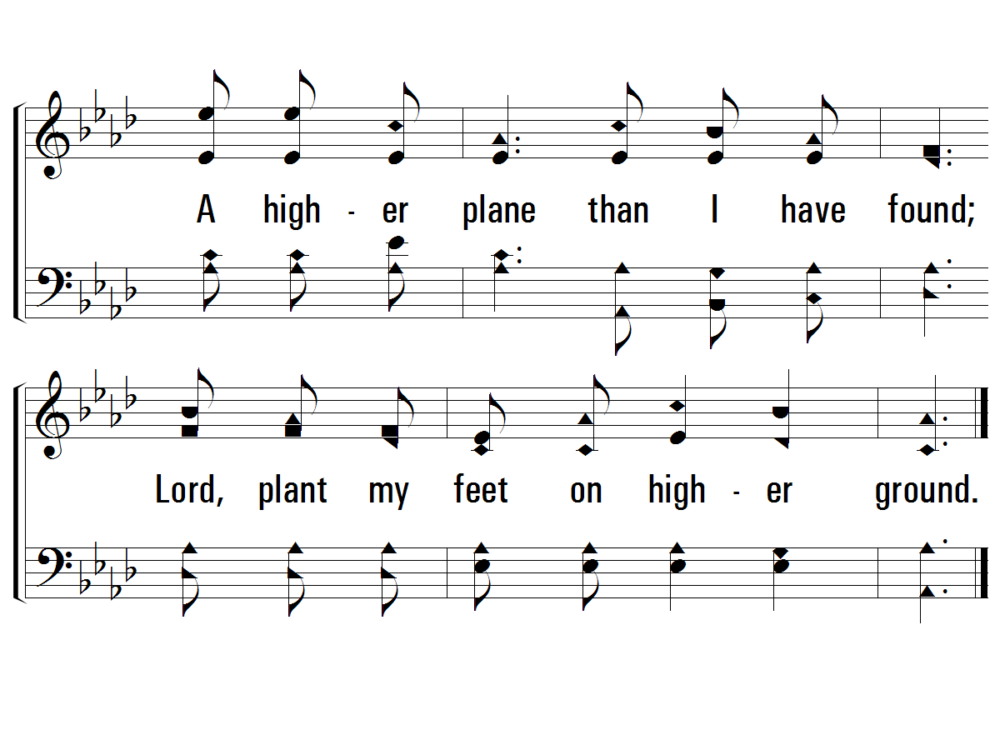 A high - er plane than I have found;
Lord, plant my feet on high - er ground.